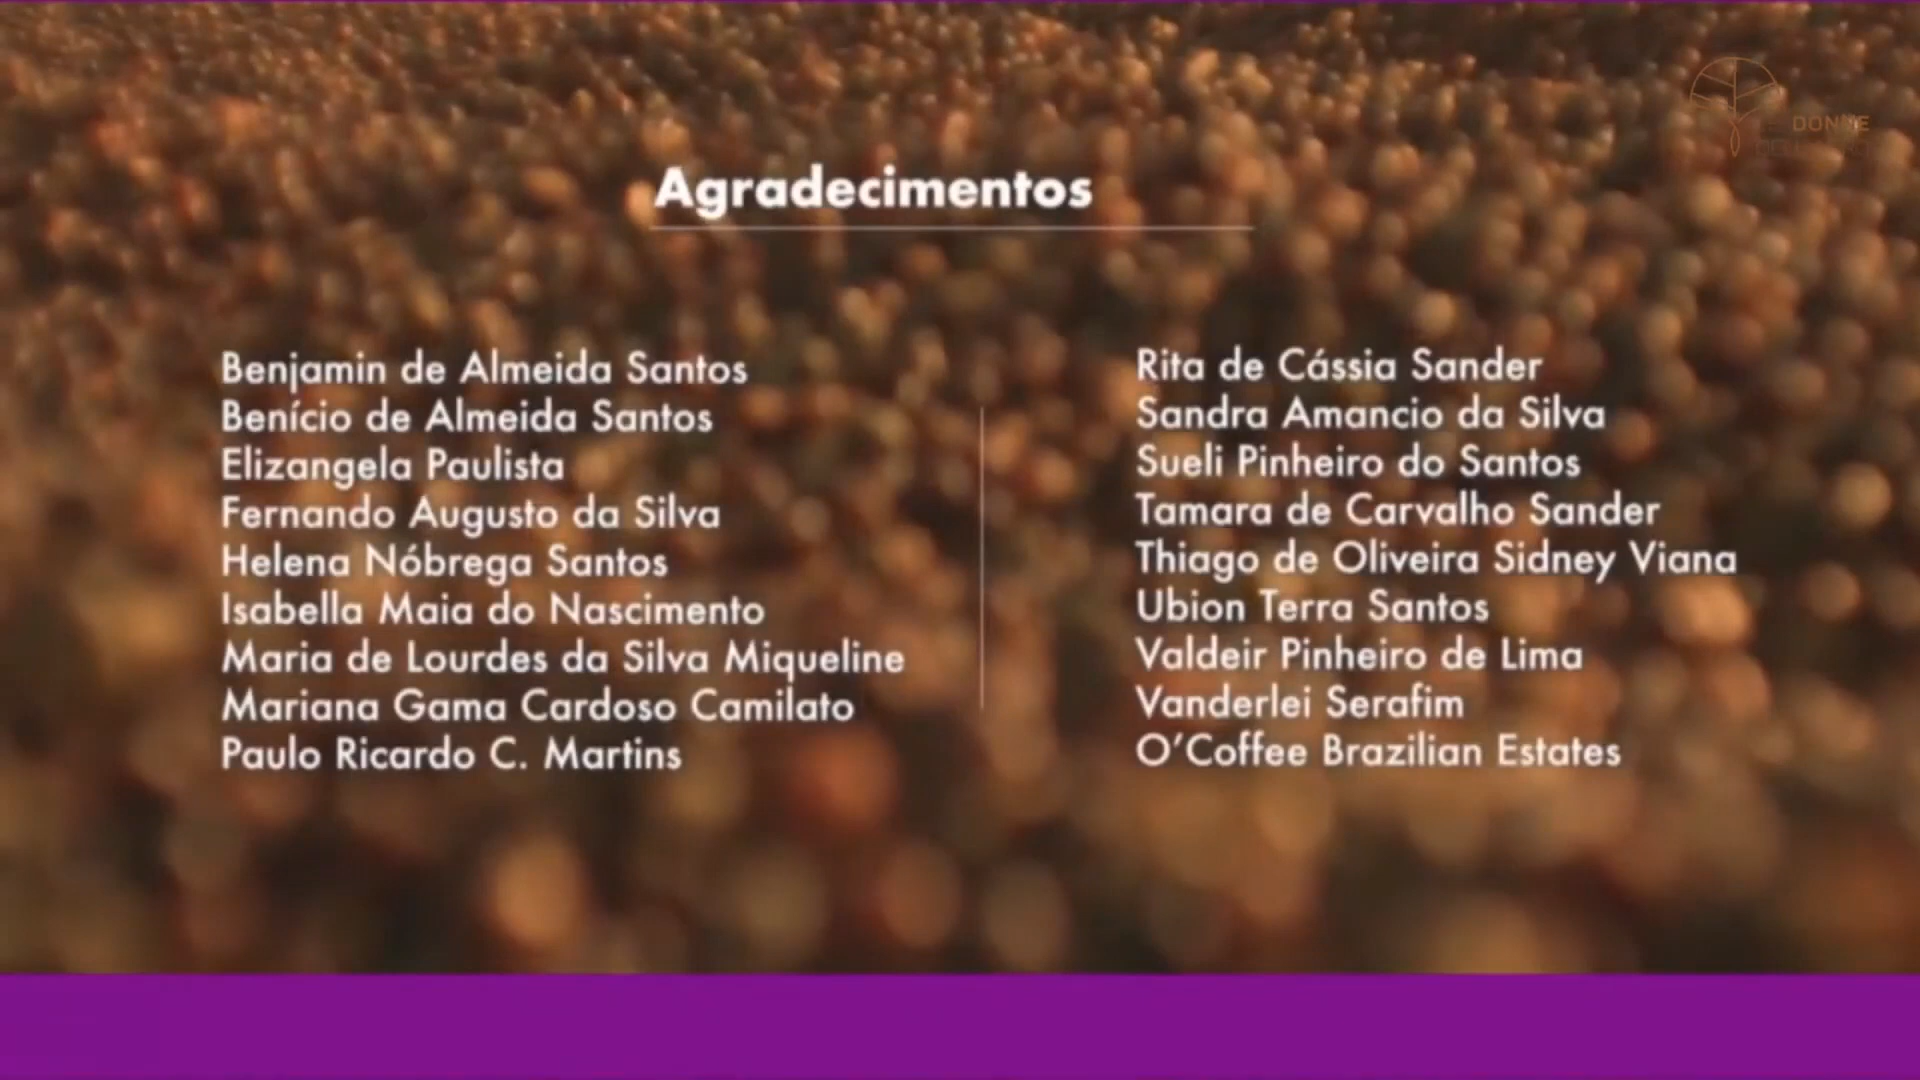 DONNE
Agradecimentos
Benjamin de Almeida Santos
Benício de Almeida Santos
Elizangela Paulista
Fernando Augusto da Silva
Helena Nóbrega Santos
Isabella Maia do Nascimento
Maria de Lourdes da Silva Miqueline
Mariana Gama Cardoso Camilato
Paulo Ricardo C. Martins
Rita de Cássia Sander
Sandra Amancio da Silva
Sueli Pinheiro do Santos
Tamara de Carvalho Sander
Thiago de Oliveira Sidney Viana
Ubion Terra Santos
Valdeir Pinheiro de Lima
Vanderlei Serafim
O'Coffee Brazilian Estates